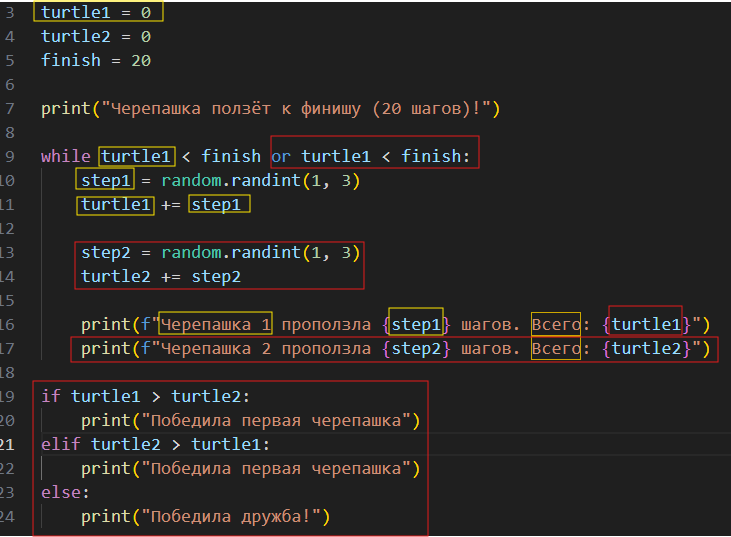 3 turtle1 = 0
4 turtle2 = 0
5 finish = 20
6
7 print("Черепашка ползёт к финишу (20 шагов)!")
8
9 while turtle1 < finish or turtle1 < finish:
10     step1 = random.randint(1, 3)
11     turtle1 += step1
12
13     step2 = random.randint(1, 3)
14     turtle2 += step2
15
16     print(f"Черепашка 1 проползла {step1} шагов. Всего: {turtle1}")
17     print(f"Черепашка 2 проползла {step2} шагов. Всего: {turtle2}")
18
19 if turtle1 > turtle2:
20     print("Победила первая черепашка")
21 elif turtle2 > turtle1:
22     print("Победила первая черепашка")
23 else:
24     print("Победила дружба!")